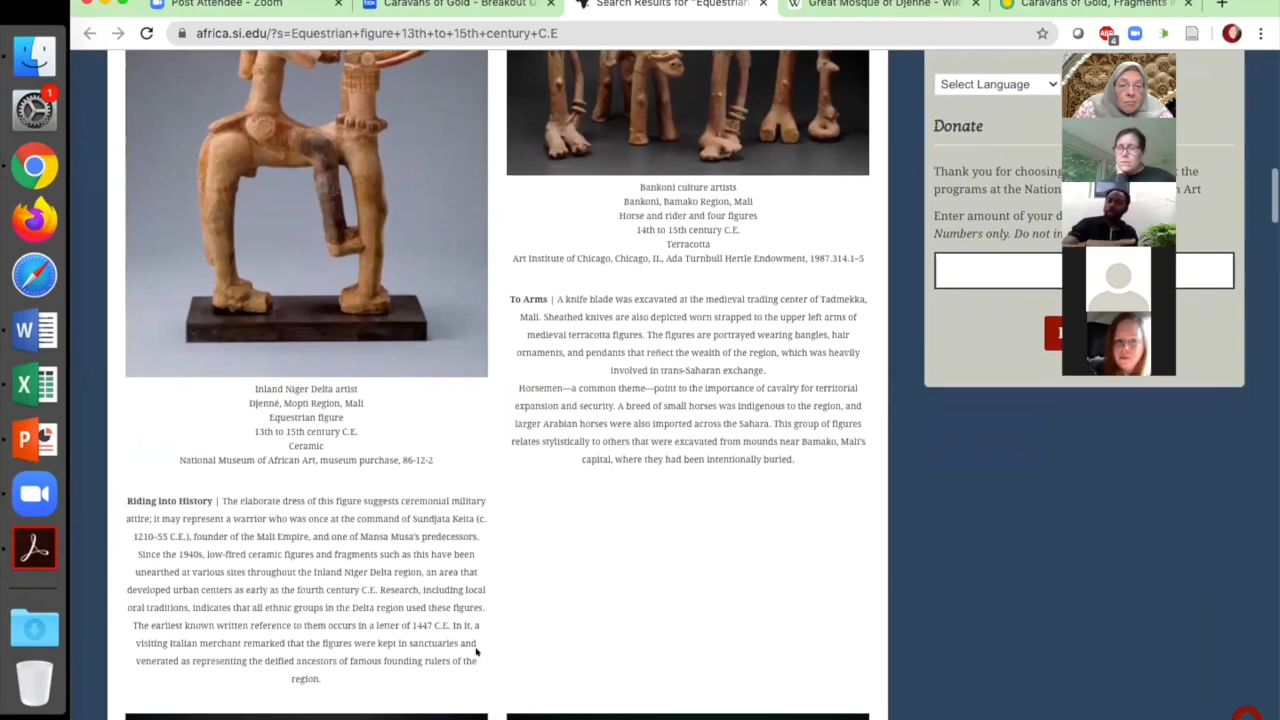 Post Attendee - Zoom
Caravans of Gold - Breakout G
Search Results for "Equestrian
Great Mosque of Djenné - Wiki
Caravans of Gold, Fragments i
africa.si.edu/?s=Equestrian+figure+13th+to+15th+century+C.E
ABP
4
1
W
X
P
Select Language
Donate
Thank you for choosing
the
programs at the Nation
n Art
Enter amount of your d
Numbers only. Do not in
Bankoni culture artists
Bankoni, Bamako Region, Mali
Horse and rider and four figures
14th to 15th century C.E.
Terracotta
Art Institute of Chicago, Chicago, IL, Ada Turnbull Hertle Endowment, 1987.314.1–5
To Arms | A knife blade was excavated at the medieval trading center of Tadmekka,
Mali. Sheathed knives are also depicted worn strapped to the upper left arms of
medieval terracotta figures. The figures are portrayed wearing bangles, hair
ornaments, and pendants that reflect the wealth of the region, which was heavily
involved in trans-Saharan exchange.
Horsemen—a common theme—point to the importance of cavalry for territorial
expansion and security. A breed of small horses was indigenous to the region, and
larger Arabian horses were also imported across the Sahara. This group of figures
relates stylistically to others that were excavated from mounds near Bamako, Mali's
capital, where they had been intentionally buried.
Inland Niger Delta artist
Djenné, Mopti Region, Mali
Equestrian figure
13th to 15th century C.E.
Ceramic
National Museum of African Art, museum purchase, 86-12-2
Riding into History | The elaborate dress of this figure suggests ceremonial military
attire; it may represent a warrior who was once at the command of Sundjata Keita (c.
1210–55 C.E.), founder of the Mali Empire, and one of Mansa Musa's predecessors.
Since the 1940s, low-fired ceramic figures and fragments such as this have been
unearthed at various sites throughout the Inland Niger Delta region, an area that
developed urban centers as early as the fourth century C.E. Research, including local
oral traditions, indicates that all ethnic groups in the Delta region used these figures.
The earliest known written reference to them occurs in a letter of 1447 C.E. In it, a
visiting Italian merchant remarked that the figures were kept in sanctuaries and
venerated as representing the deified ancestors of famous founding rulers of the
region.